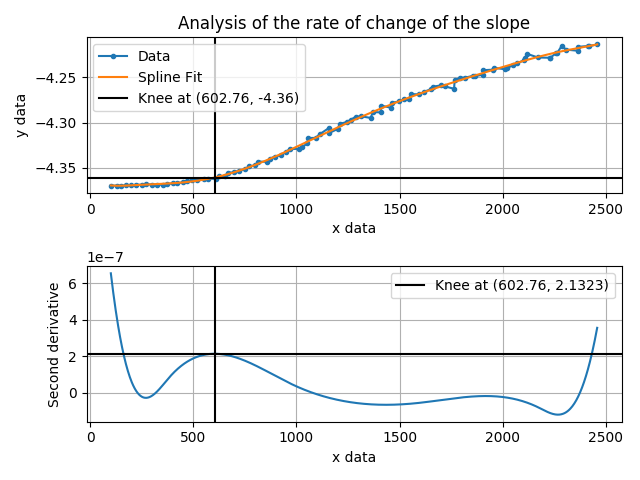 Analysis of the rate of change of the slope
Data
Spline Fit
Knee at (602.76, -4.36)
y data
−4.25
−4.30
−4.35
0 500 1000 1500 2000 2500
x data
1e−7
Knee at (602.76, 2.1323)
Second derivative
6
4
2
0
0 500 1000 1500 2000 2500
x data